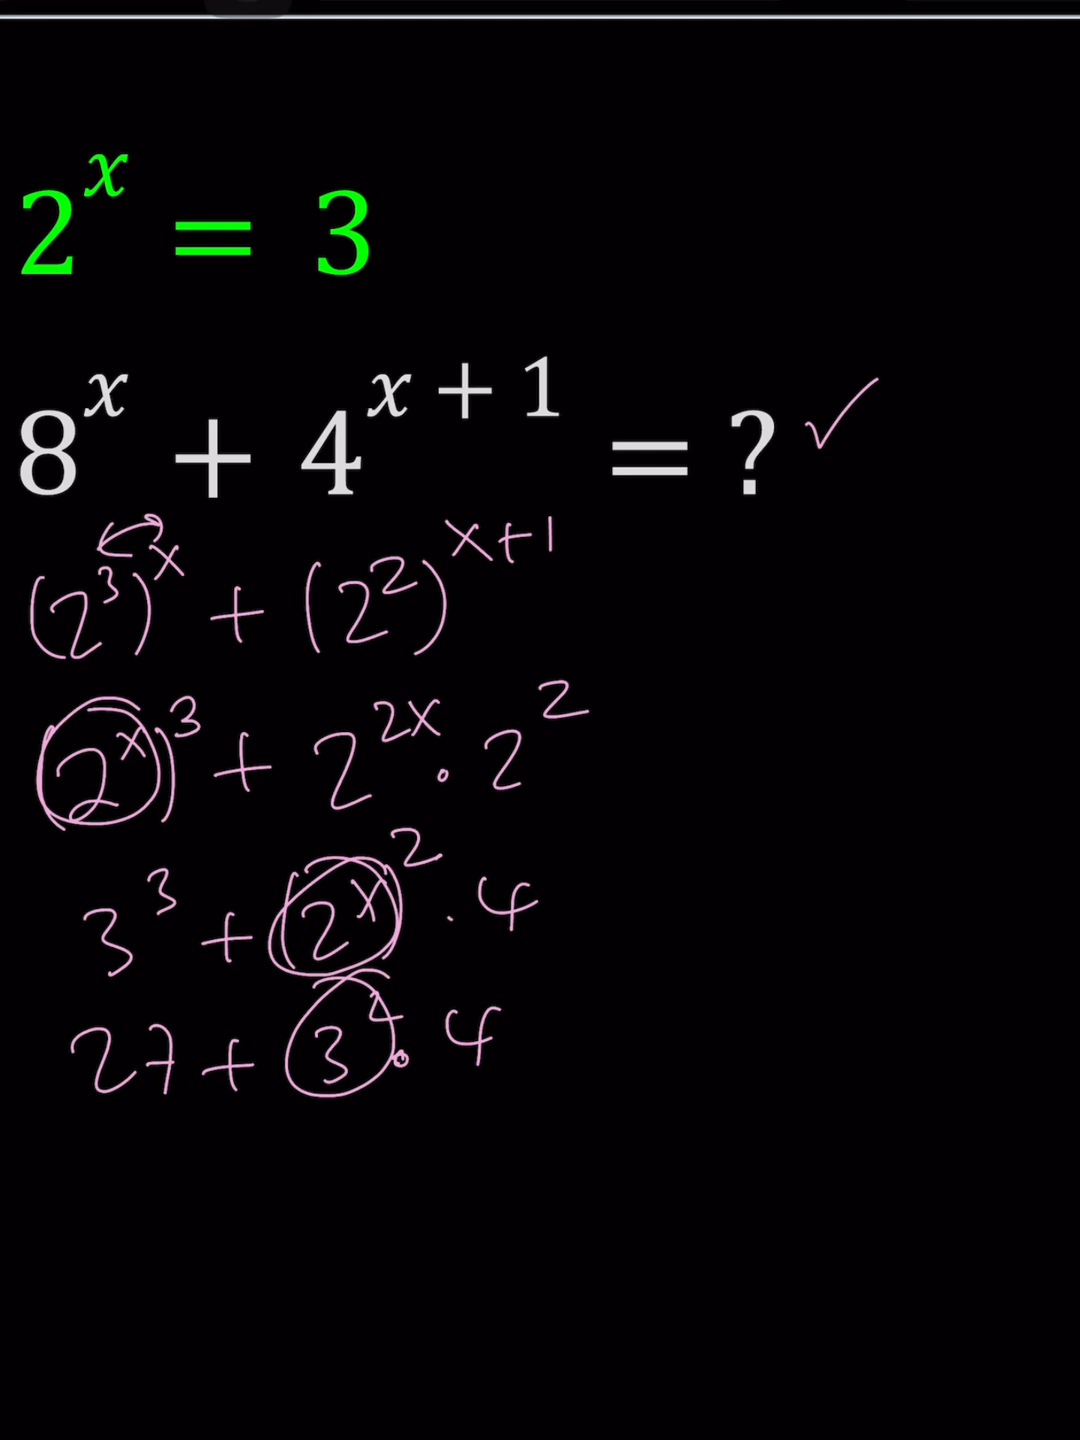 2^x = 3
8^x + 4^(x + 1) = ?✓
(2^3)^x + (2^2)^(x+1)
(2^x)^3 + 2^(2x) · 2^2
3^3 + (2^x)^2 · 4
27 + 3^2 · 4